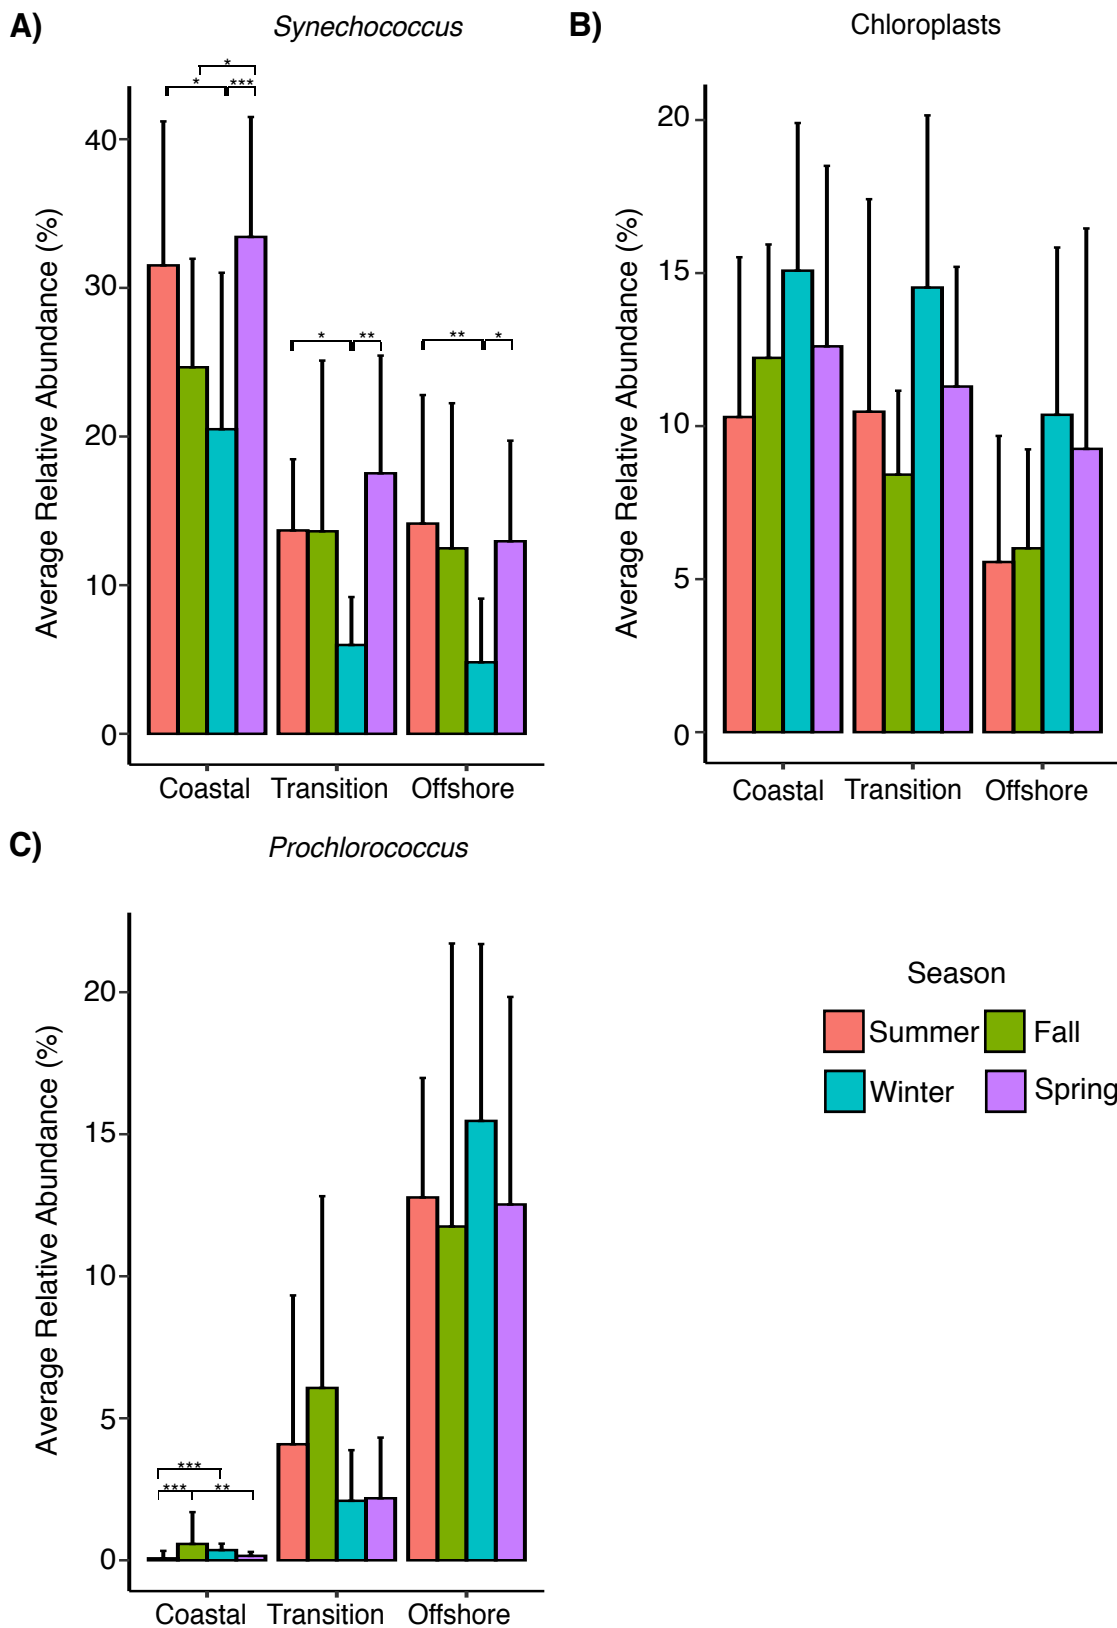 A)
Synechococcus
*
* ***
* **
** *
Average Relative Abundance (%)
40
30
20
10
0
Coastal Transition Offshore
B)
Chloroplasts
Average Relative Abundance (%)
20
15
10
5
0
Coastal Transition Offshore
C)
Prochlorococcus
Average Relative Abundance (%)
20
15
10
5
0
***
*** **
Coastal Transition Offshore
Season
Summer Fall
Winter Spring